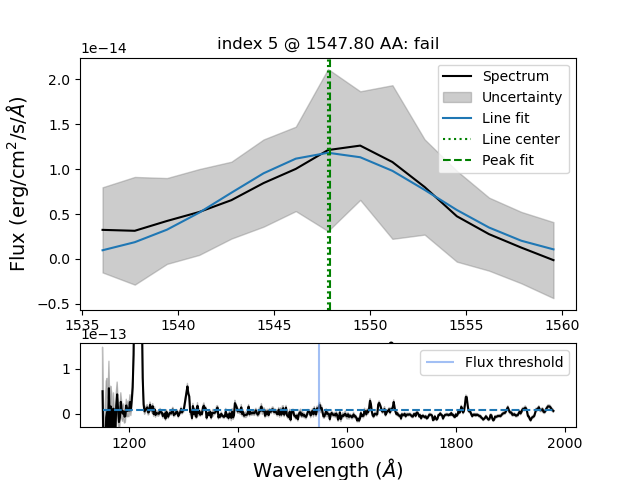 index 5 @ 1547.80 AA: fail
1e−14
Flux (erg/cm²/s/Å)
2.0
1.5
1.0
0.5
0.0
−0.5
Spectrum
Uncertainty
Line fit
Line center
Peak fit
1535 1540 1545 1550 1555 1560
1e−13
1
0
Flux threshold
1200 1400 1600 1800 2000
Wavelength (Å)